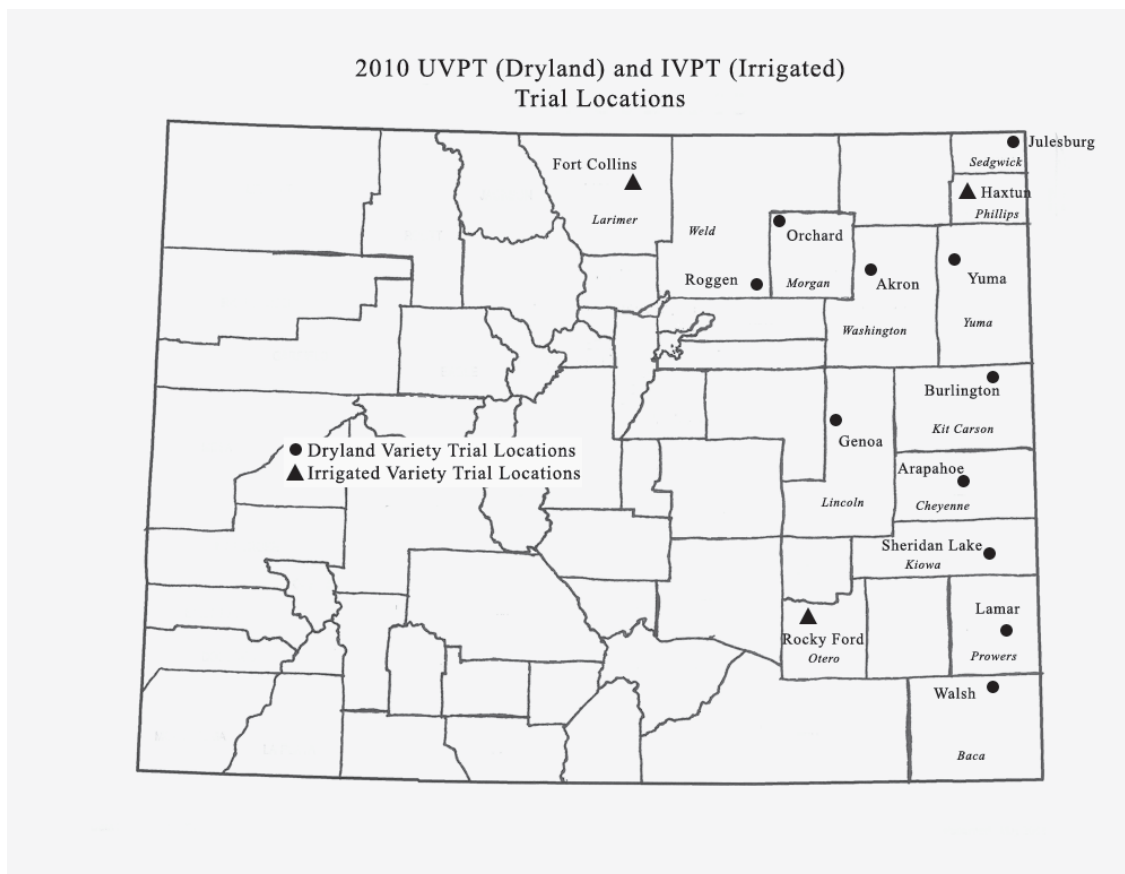 2010 UVPT (Dryland) and IVPT (Irrigated)
Trial Locations
Julesburg
Sedgwick
Fort Collins
Haxtun
Phillips
Larimer
Weld
Orchard
Roggen
Morgan
Akron
Yuma
Washington
Yuma
Burlington
Kit Carson
Genoa
Dryland Variety Trial Locations
Irrigated Variety Trial Locations
Arapahoe
Cheyenne
Lincoln
Sheridan Lake
Kiowa
Lamar
Rocky Ford
Otero
Prowers
Walsh
Baca